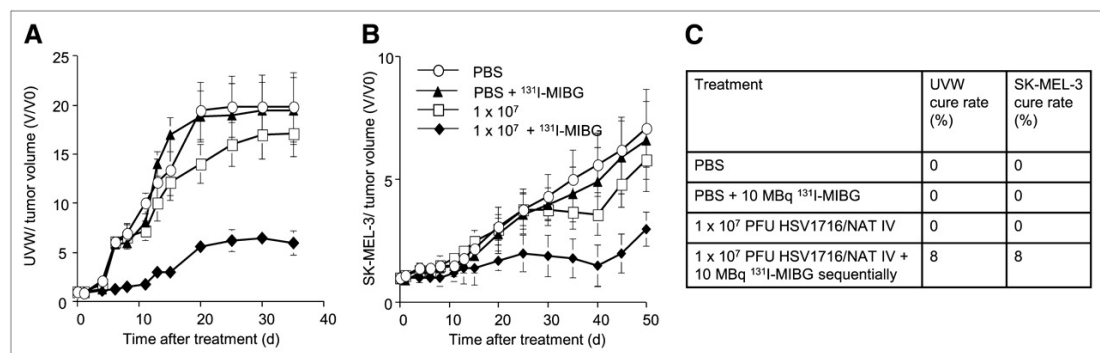 A
B
C
UVW/ tumor volume (V/V0)
25
20
15
10
5
0
0
10
20
30
40
Time after treatment (d)
SK-MEL-3/ tumor volume (V/V0)
10
5
0
0
10
20
30
40
50
Time after treatment (d)
PBS
PBS + ¹³¹I-MIBG
1 x 10⁷
1 x 10⁷ + ¹³¹I-MIBG
Treatment
UVW
cure rate
(%)
SK-MEL-3
cure rate
(%)
PBS 0 0
PBS + 10 MBq ¹³¹I-MIBG 0 0
1 x 10⁷ PFU HSV1716/NAT IV 0 0
1 x 10⁷ PFU HSV1716/NAT IV + 8 8
10 MBq ¹³¹I-MIBG sequentially